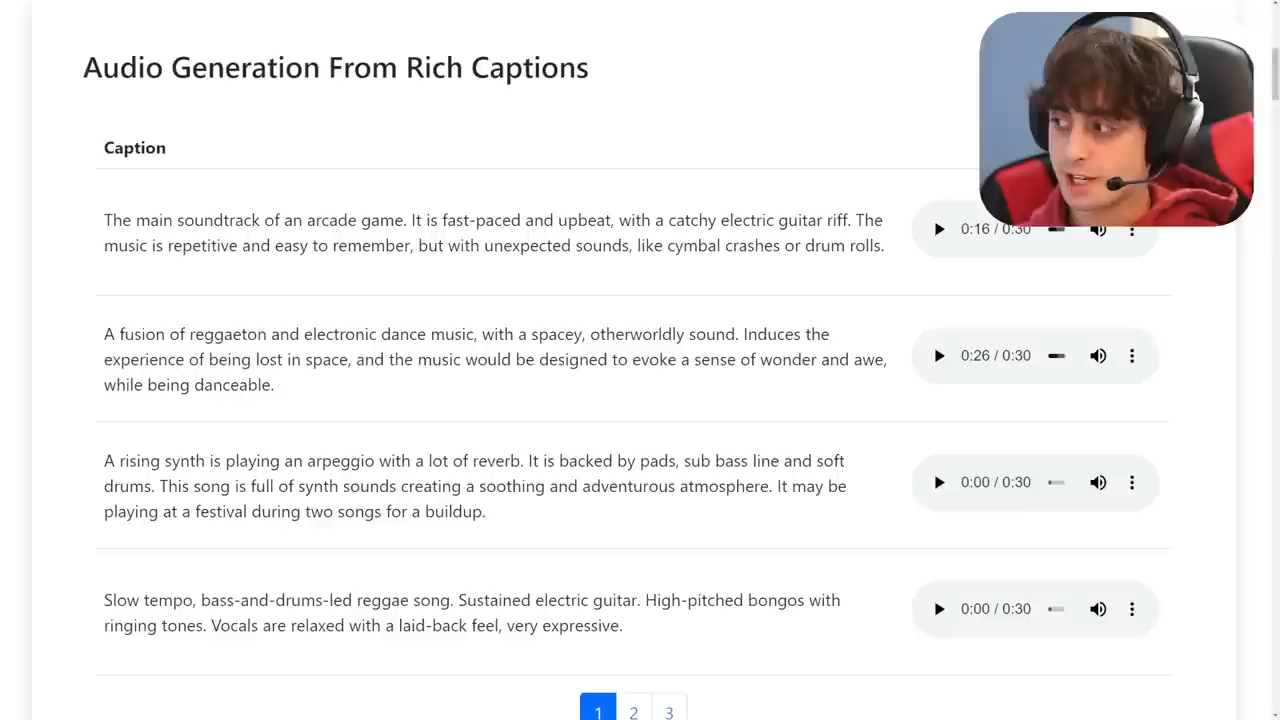 Audio Generation From Rich Captions
Caption
The main soundtrack of an arcade game. It is fast-paced and upbeat, with a catchy electric guitar riff. The
music is repetitive and easy to remember, but with unexpected sounds, like cymbal crashes or drum rolls.
0:16 / 0:30
A fusion of reggaeton and electronic dance music, with a spacey, otherworldly sound. Induces the
experience of being lost in space, and the music would be designed to evoke a sense of wonder and awe,
while being danceable.
0:26 / 0:30
A rising synth is playing an arpeggio with a lot of reverb. It is backed by pads, sub bass line and soft
drums. This song is full of synth sounds creating a soothing and adventurous atmosphere. It may be
playing at a festival during two songs for a buildup.
0:00 / 0:30
Slow tempo, bass-and-drums-led reggae song. Sustained electric guitar. High-pitched bongos with
ringing tones. Vocals are relaxed with a laid-back feel, very expressive.
0:00 / 0:30
1 2 3